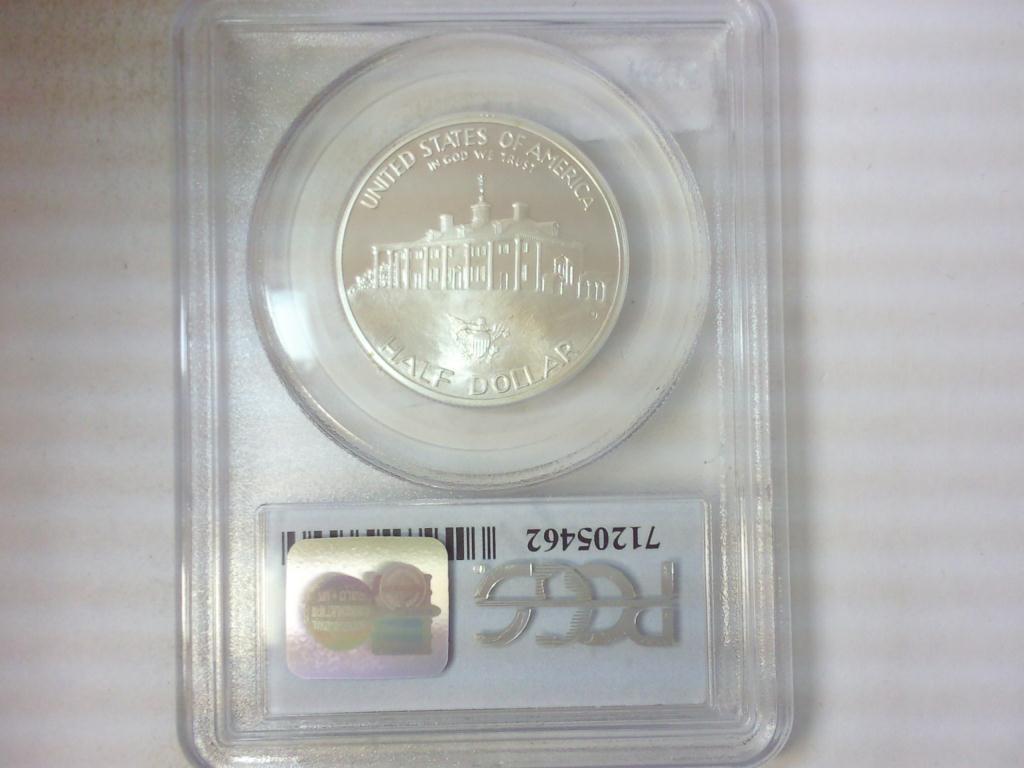 UNITED STATES OF AMERICA
IN GOD WE TRUST
HALF DOLLAR
71205462
PCGS